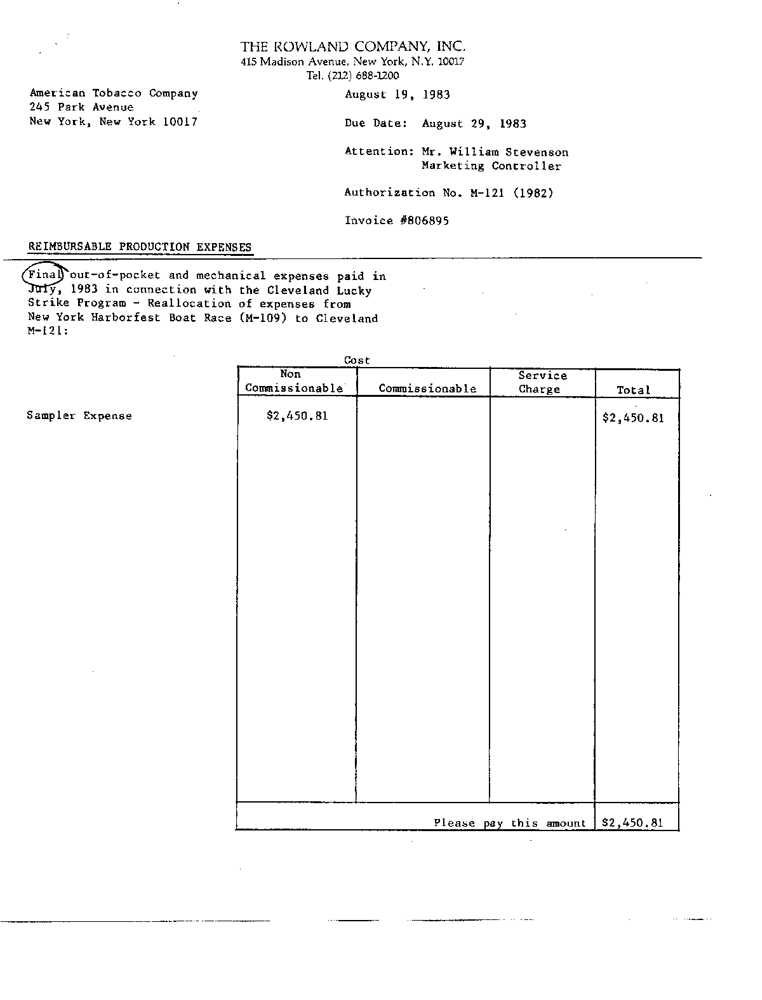 THE ROWLAND COMPANY, INC.
415 Madison Avenue, New York, N.Y. 10017
Tel. (212) 688-1200
American Tobacco Company
245 Park Avenue
New York, New York 10017
August 19, 1983
Due Date: August 29, 1983
Attention: Mr. William Stevenson
Marketing Controller
Authorization No. M-121 (1982)
Invoice #806895
REIMBURSABLE PRODUCTION EXPENSES
Final out-of-pocket and mechanical expenses paid in
July, 1983 in connection with the Cleveland Lucky
Strike Program - Reallocation of expenses from
New York Harborfest Boat Race (M-109) to Cleveland
M-121:
Cost
Non Commissionable Commissionable Service Charge Total
Sampler Expense $2,450.81 $2,450.81
Please pay this amount $2,450.81